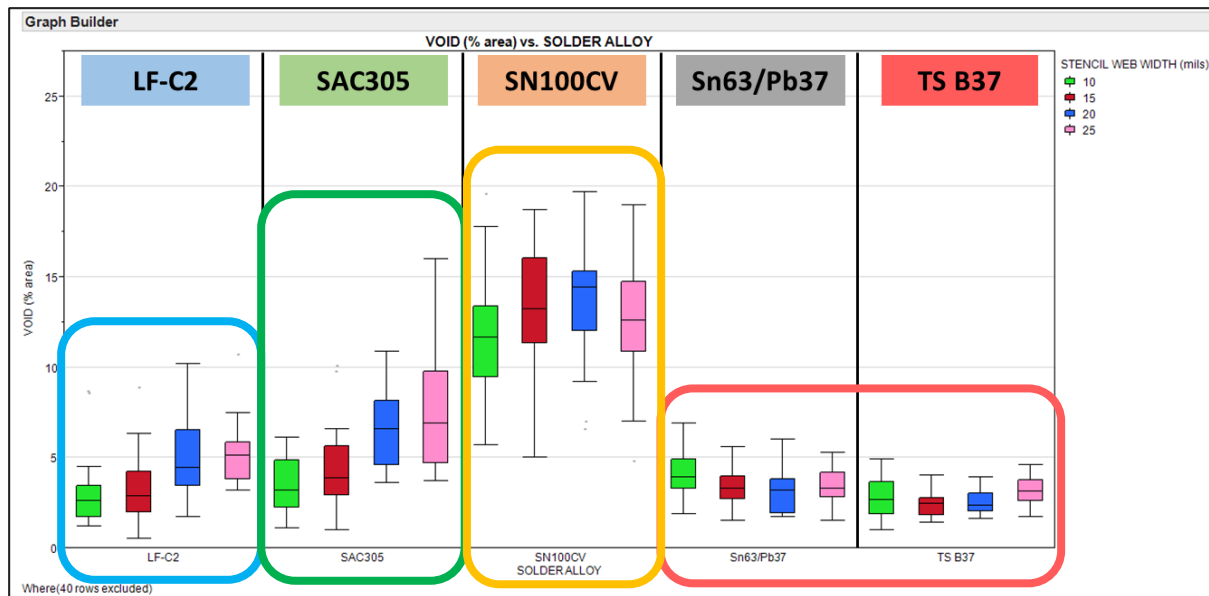 Graph Builder
VOID (% area) vs. SOLDER ALLOY
LF-C2
SAC305
SN100CV
Sn63/Pb37
TS B37
STENCIL WEB WIDTH (mils)
10
15
20
25
VOID (% area)
25
20
15
10
5
0
LF-C2
SAC305
SN100CV
Sn63/Pb37
TS B37
SOLDER ALLOY
Where(40 rows excluded)